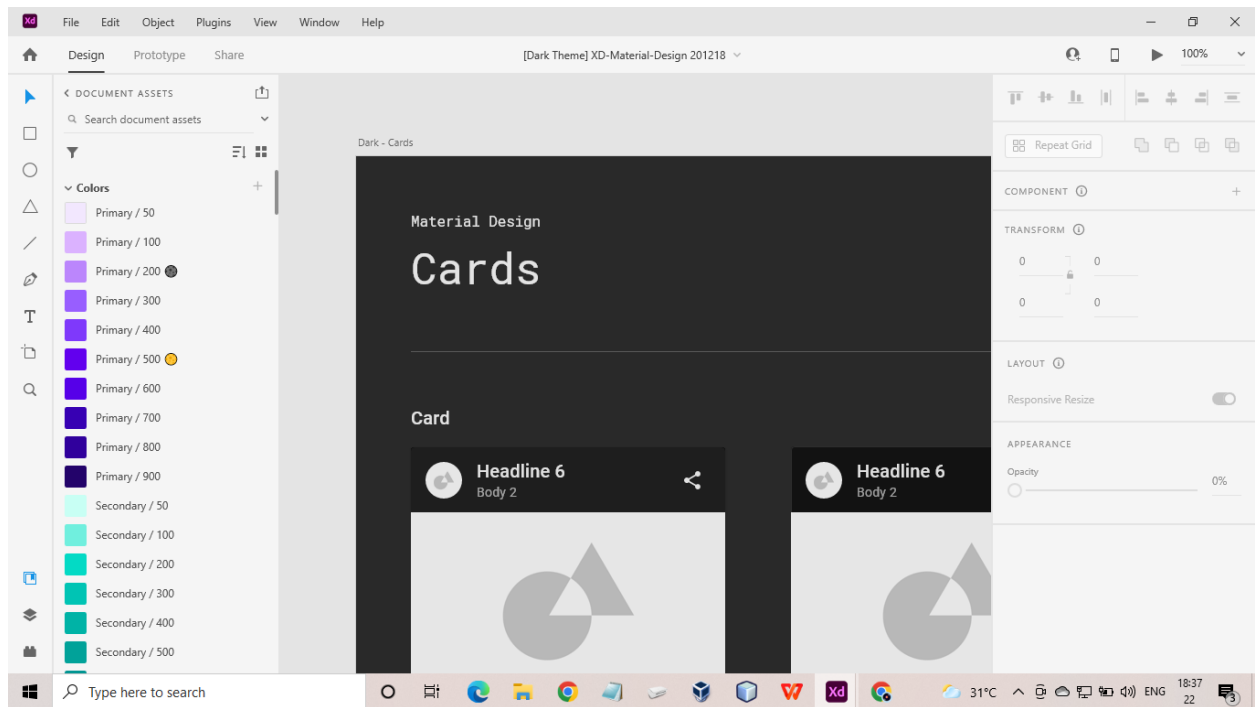 Xd File Edit Object Plugins View Window Help
Design Prototype Share [Dark Theme] XD-Material-Design 201218 100%
DOCUMENT ASSETS
Search document assets
Colors
Primary / 50
Primary / 100
Primary / 200
Primary / 300
Primary / 400
Primary / 500
Primary / 600
Primary / 700
Primary / 800
Primary / 900
Secondary / 50
Secondary / 100
Secondary / 200
Secondary / 300
Secondary / 400
Secondary / 500
T
Dark - Cards
Material Design
Cards
Card
Headline 6
Body 2
Headline 6
Body 2
Repeat Grid
COMPONENT
TRANSFORM
0 0
0 0
LAYOUT
Responsive Resize
APPEARANCE
Opacity
0%
Type here to search
Xd
31°C ENG 18:37
22
3